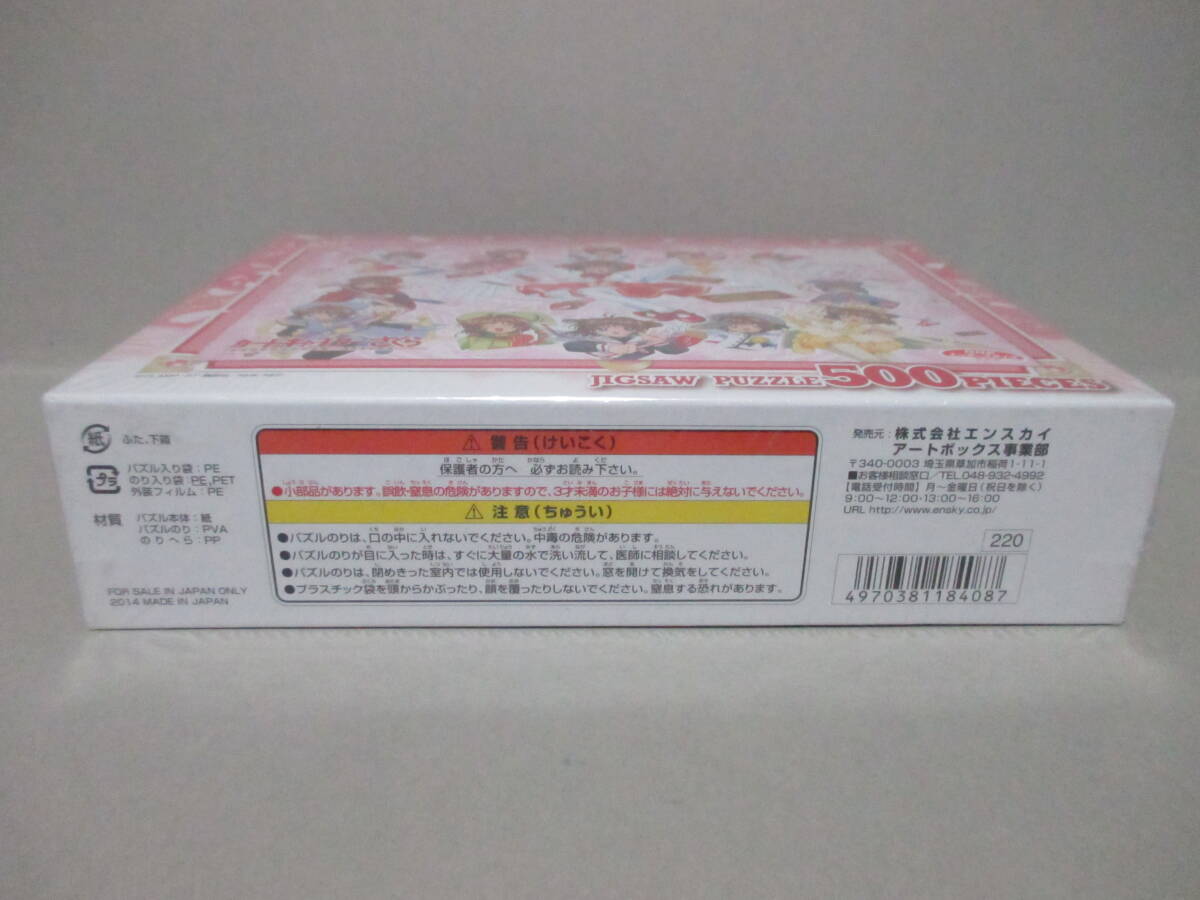 カードキャプターさくら
JIGSAW PUZZLE 500 PIECES
紙 ふた、下箱
プラ
パズル入り袋：PE
のり入り袋：PE, PET
外装フィルム：PE
材質
パズル本体：紙
パズルのり：PVA
のりへら：PP
FOR SALE IN JAPAN ONLY
2014 MADE IN JAPAN
⚠ 警告(けいこく)
保護者の方へ 必ずお読み下さい。
●小部品があります。誤飲・窒息の危険がありますので、3才未満のお子様には絶対に与えないでください。
⚠ 注意(ちゅうい)
●パズルのりは、口の中に入れないでください。中毒の危険があります。
●パズルのりが目に入った時は、すぐに大量の水で洗い流して、医師に相談してください。
●パズルのりは、閉めきった室内では使用しないでください。窓を開けて換気をしてください。
●プラスチック袋を頭からかぶったり、顔を覆ったりしないでください。窒息する恐れがあります。
発売元：株式会社エンスカイ
アートボックス事業部
〒340-0003 埼玉県草加市稲荷1-11-1
■お客様相談窓口／TEL.048-932-4992
【電話受付時間】月〜金曜日(祝日を除く)
9:00〜12:00・13:00〜16:00
URL http://www.ensky.co.jp/
220
4970381184087